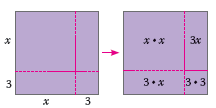 x
3
x 3
x • x 3x
3 • x 3 • 3